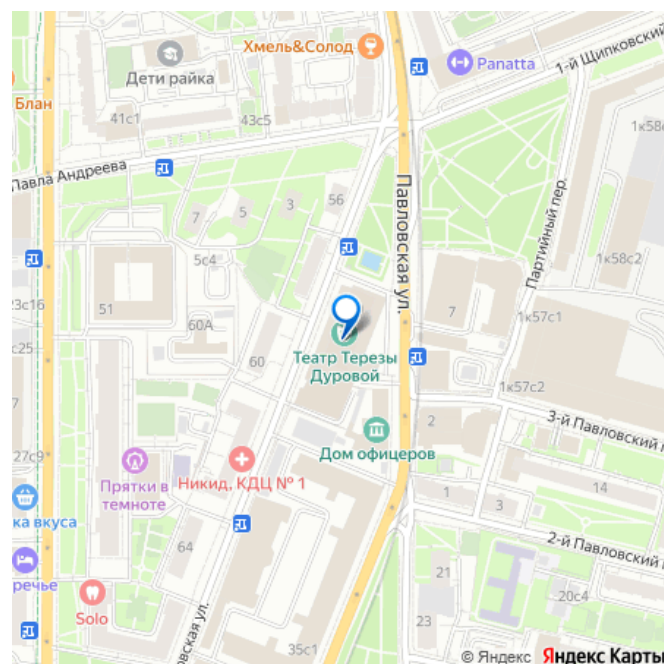 Хмель&Солод
Panatta
1-й Щипковский
Дети райка
Блан
41с1
43с5
1к58
Павла Андреева
Павловская ул.
Партийный пер.
56
3
5
7
5с4
1к58с2
51
23с16
60А
7
1к57с1
с25
60
Театр Терезы
Дуровой
1к57с2
2
3-й Павловский п
Дом офицеров
27с9
Прятки в
темноте
Никид, КДЦ № 1
14
1
3
ка вкуса
64
2-й Павловский п
речье
21
20с4
Solo
23
35с1
вская ул.
© Яндекс Яндекс Карты